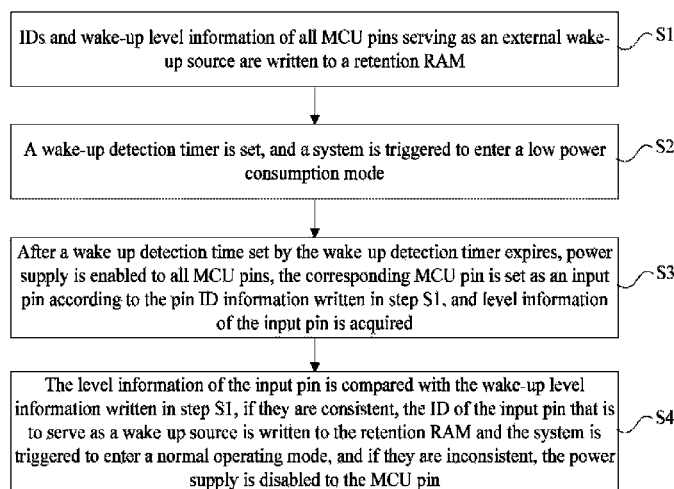 IDs and wake-up level information of all MCU pins serving as an external wake-
up source are written to a retention RAM
S1
A wake-up detection timer is set, and a system is triggered to enter a low power
consumption mode
S2
After a wake up detection time set by the wake up detection timer expires, power
supply is enabled to all MCU pins, the corresponding MCU pin is set as an input
pin according to the pin ID information written in step S1, and level information
of the input pin is acquired
S3
The level information of the input pin is compared with the wake-up level
information written in step S1, if they are consistent, the ID of the input pin that is
to serve as a wake up source is written to the retention RAM and the system is
triggered to enter a normal operating mode, and if they are inconsistent, the power
supply is disabled to the MCU pin
S4